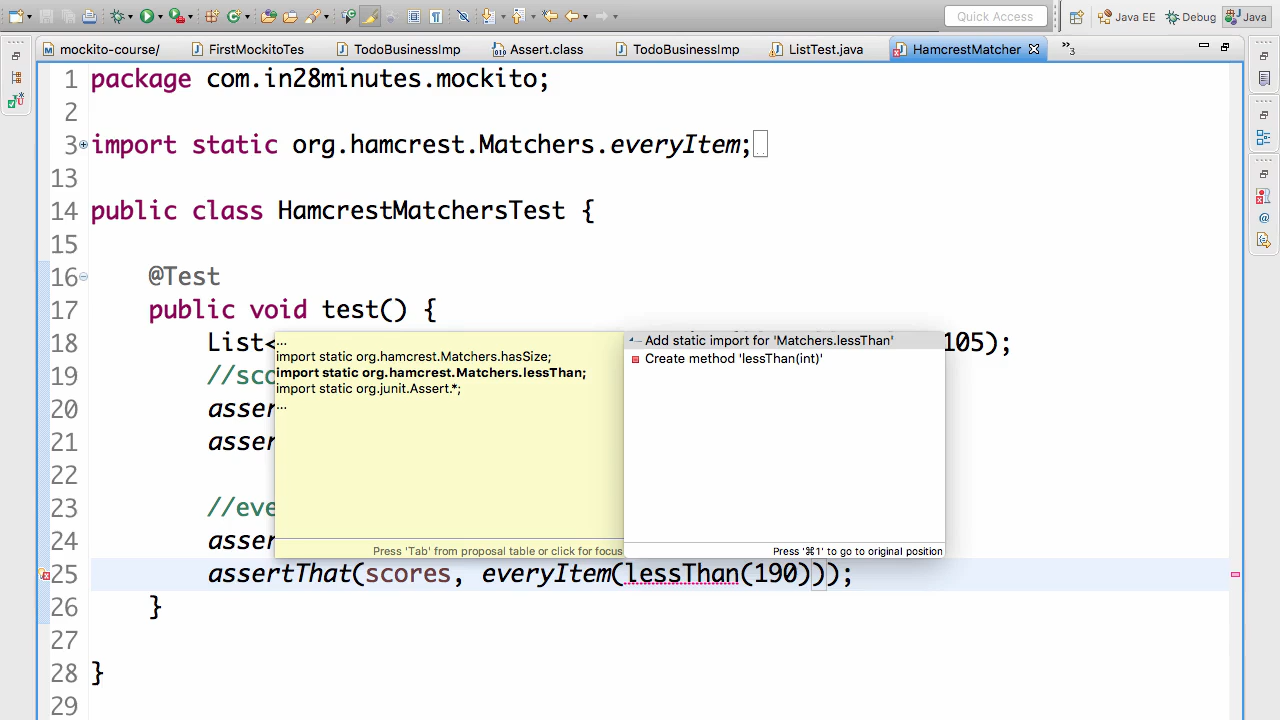 Quick Access
Java EE
Debug
Java
mockito-course/
FirstMockitoTes
TodoBusinessImp
Assert.class
TodoBusinessImp
ListTest.java
HamcrestMatcher
»3
1 package com.in28minutes.mockito;
2
3 import static org.hamcrest.Matchers.everyItem;
13
14 public class HamcrestMatchersTest {
15
16 @Test
17 public void test() {
18 List< 105);
19 //sco
20 asser
21 asser
22
23 //eve
24 asser
25 assertThat(scores, everyItem(lessThan(190)));
26 }
27
28 }
29
...
import static org.hamcrest.Matchers.hasSize;
import static org.hamcrest.Matchers.lessThan;
import static org.junit.Assert.*;
...
Press 'Tab' from proposal table or click for focus
Add static import for 'Matchers.lessThan'
Create method 'lessThan(int)'
Press '⌘1' to go to original position